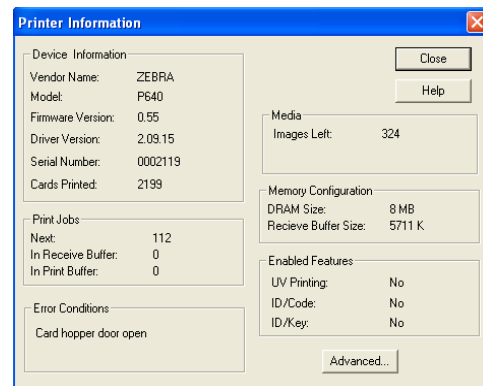 Printer Information
Device Information
Vendor Name: ZEBRA
Model: P640
Firmware Version: 0.55
Driver Version: 2.09.15
Serial Number: 0002119
Cards Printed: 2199
Print Jobs
Next: 112
In Receive Buffer: 0
In Print Buffer: 0
Error Conditions
Card hopper door open
Close
Help
Media
Images Left: 324
Memory Configuration
DRAM Size: 8 MB
Recieve Buffer Size: 5711 K
Enabled Features
UV Printing: No
ID/Code: No
ID/Key: No
Advanced...